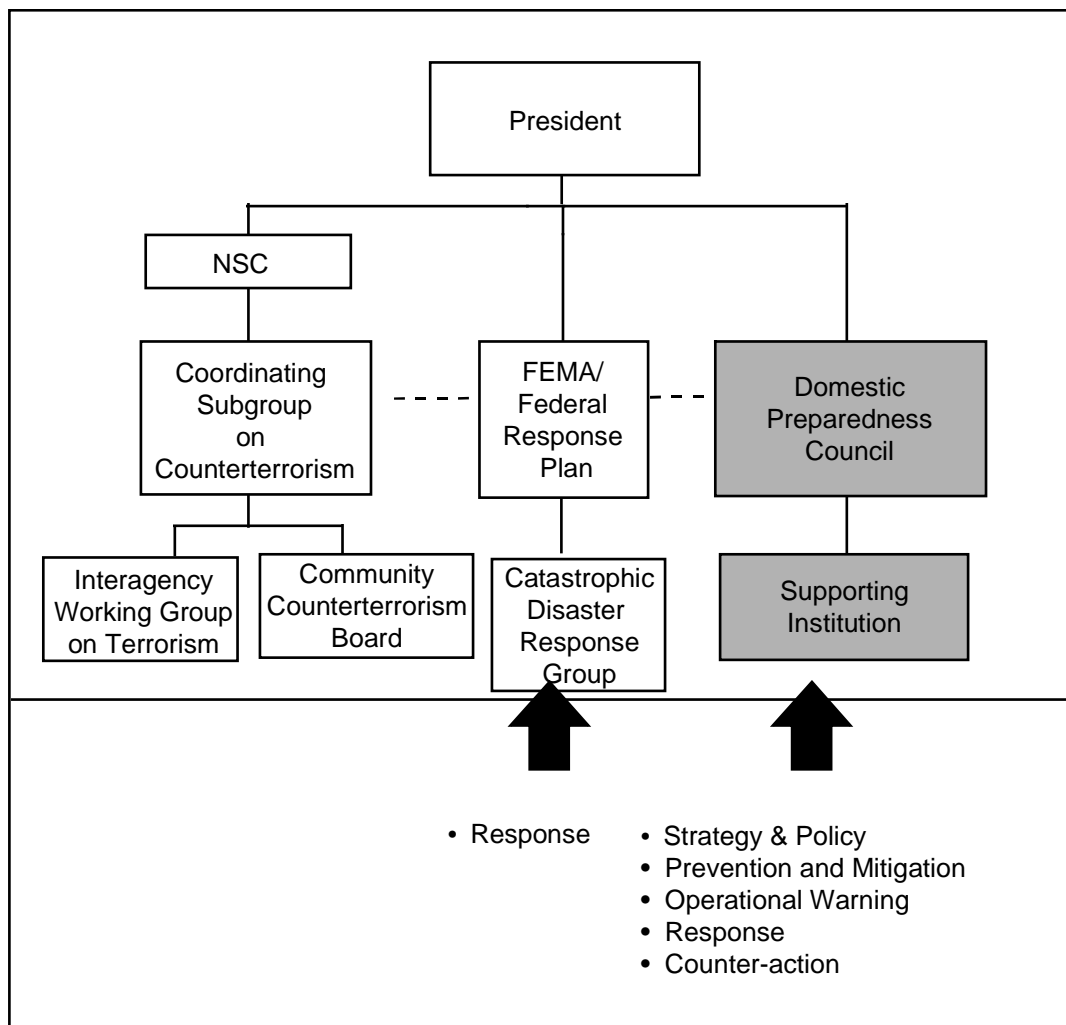 President
NSC
Coordinating
Subgroup
on
Counterterrorism
FEMA/
Federal
Response
Plan
Domestic
Preparedness
Council
Interagency
Working Group
on Terrorism
Community
Counterterrorism
Board
Catastrophic
Disaster
Response
Group
Supporting
Institution
• Response
• Strategy & Policy
• Prevention and Mitigation
• Operational Warning
• Response
• Counter-action